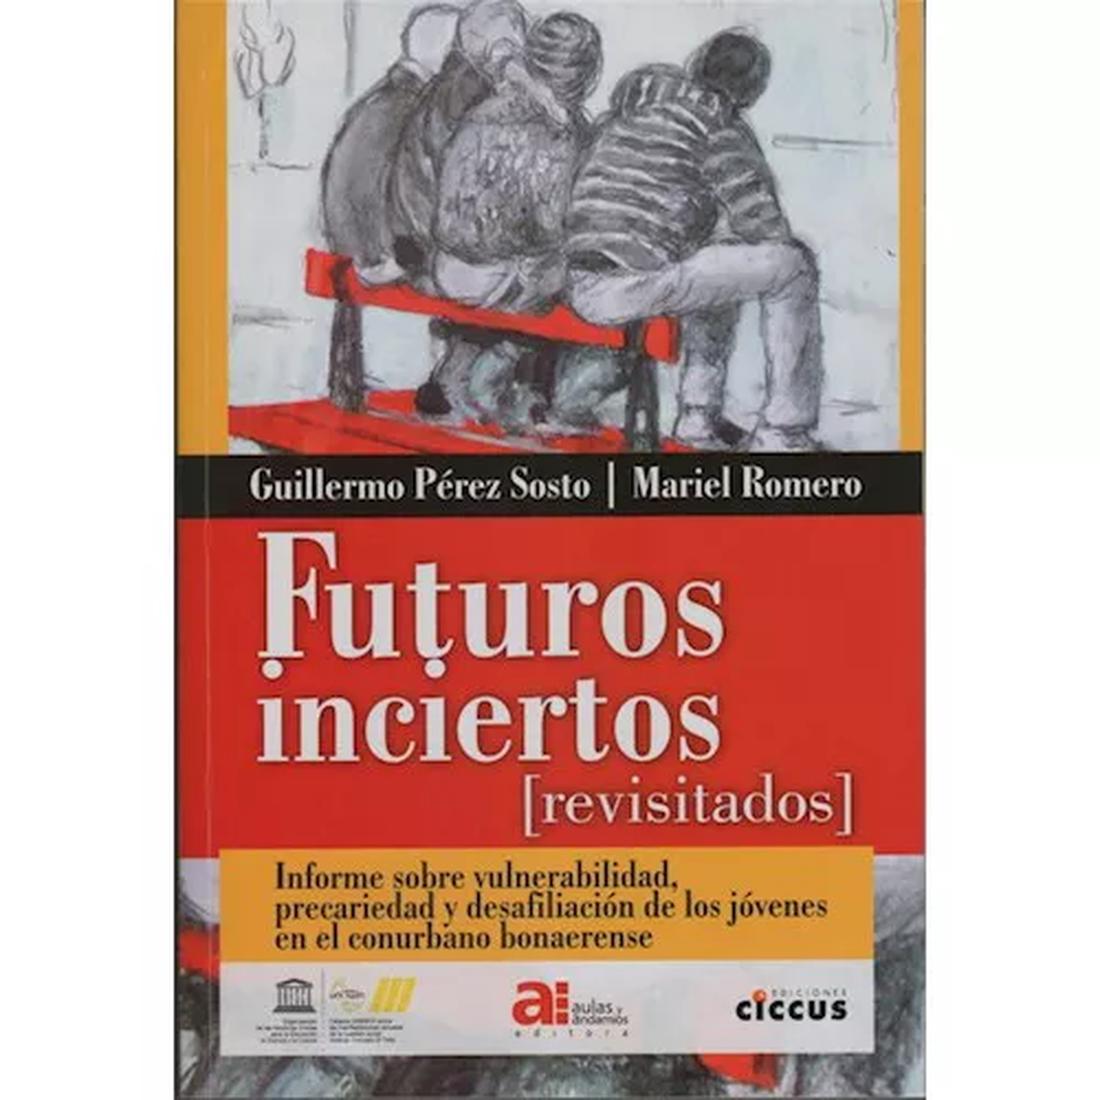 Guillermo Pérez Sosto | Mariel Romero
Futuros
inciertos
[revisitados]
Informe sobre vulnerabilidad,
precariedad y desafiliación de los jóvenes
en el conurbano bonaerense
a:
aulas y
andamios
editora
EDICIONES
CICCUS